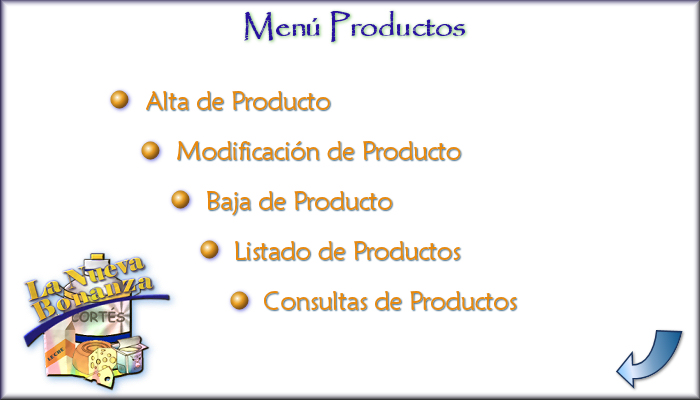 Menú Productos
Alta de Producto
Modificación de Producto
Baja de Producto
Listado de Productos
Consultas de Productos
La Nueva
Bonanza
CORTES
LECHE